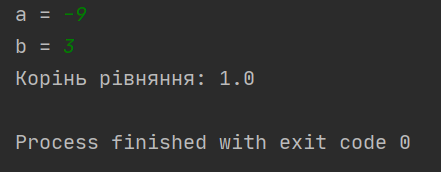 a = -9
b = 3
Корінь рівняння: 1.0
Process finished with exit code 0